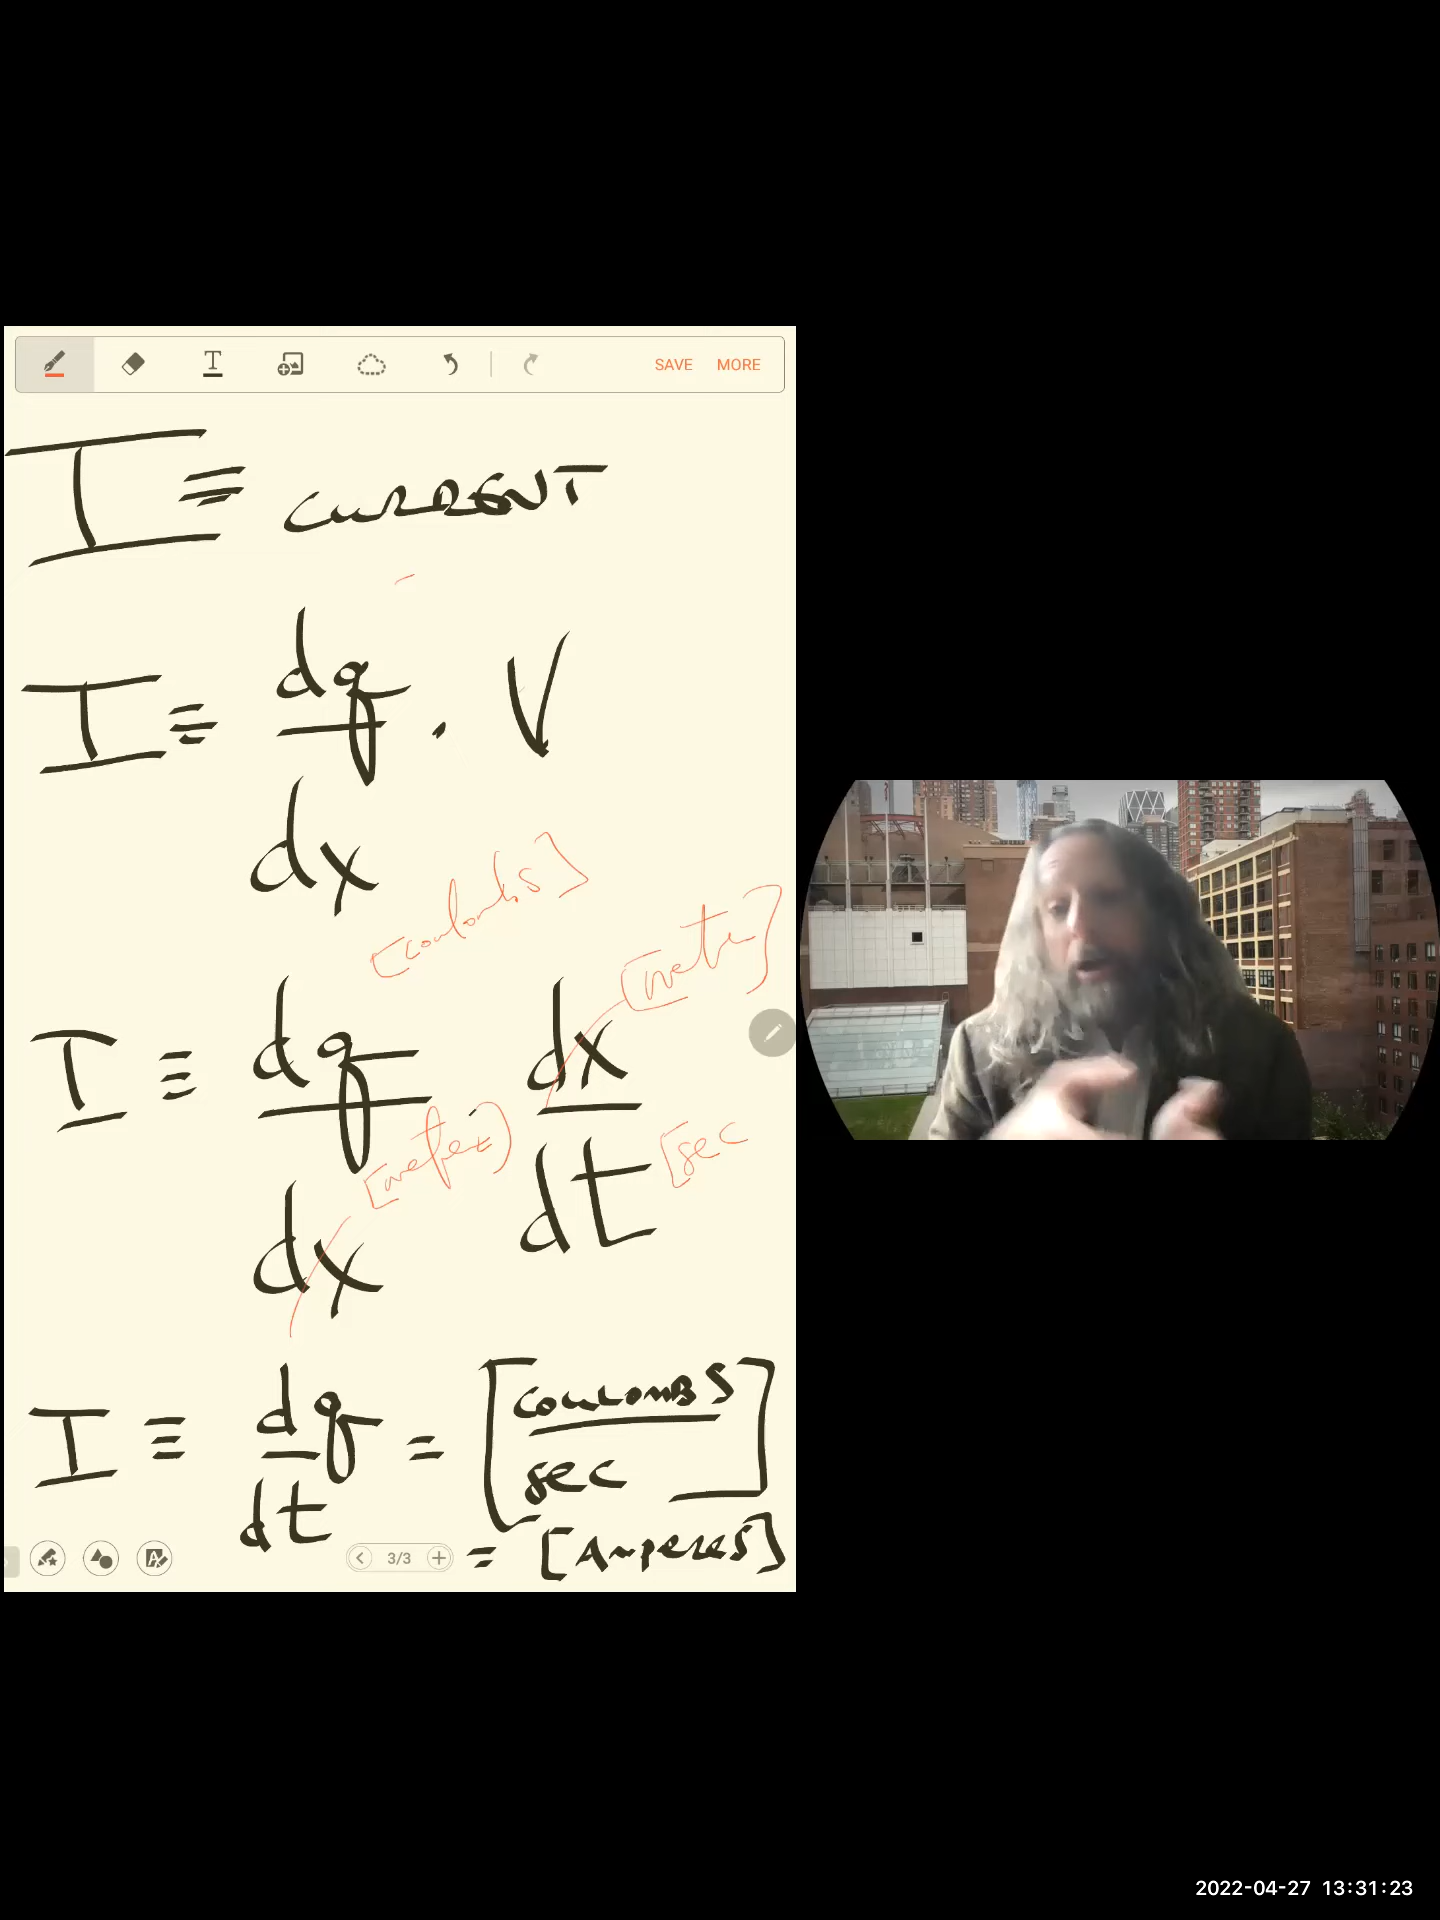 SAVE MORE
I ≡ CURRENT
I ≡ dq/dx · V
[coulombs]
[mete]
I ≡ dq/dx · dx/dt
[meter]
[sec
I ≡ dq/dt = [COULOMBS/sec]
= [AmpereS]
3/3
2022-04-27 13:31:23